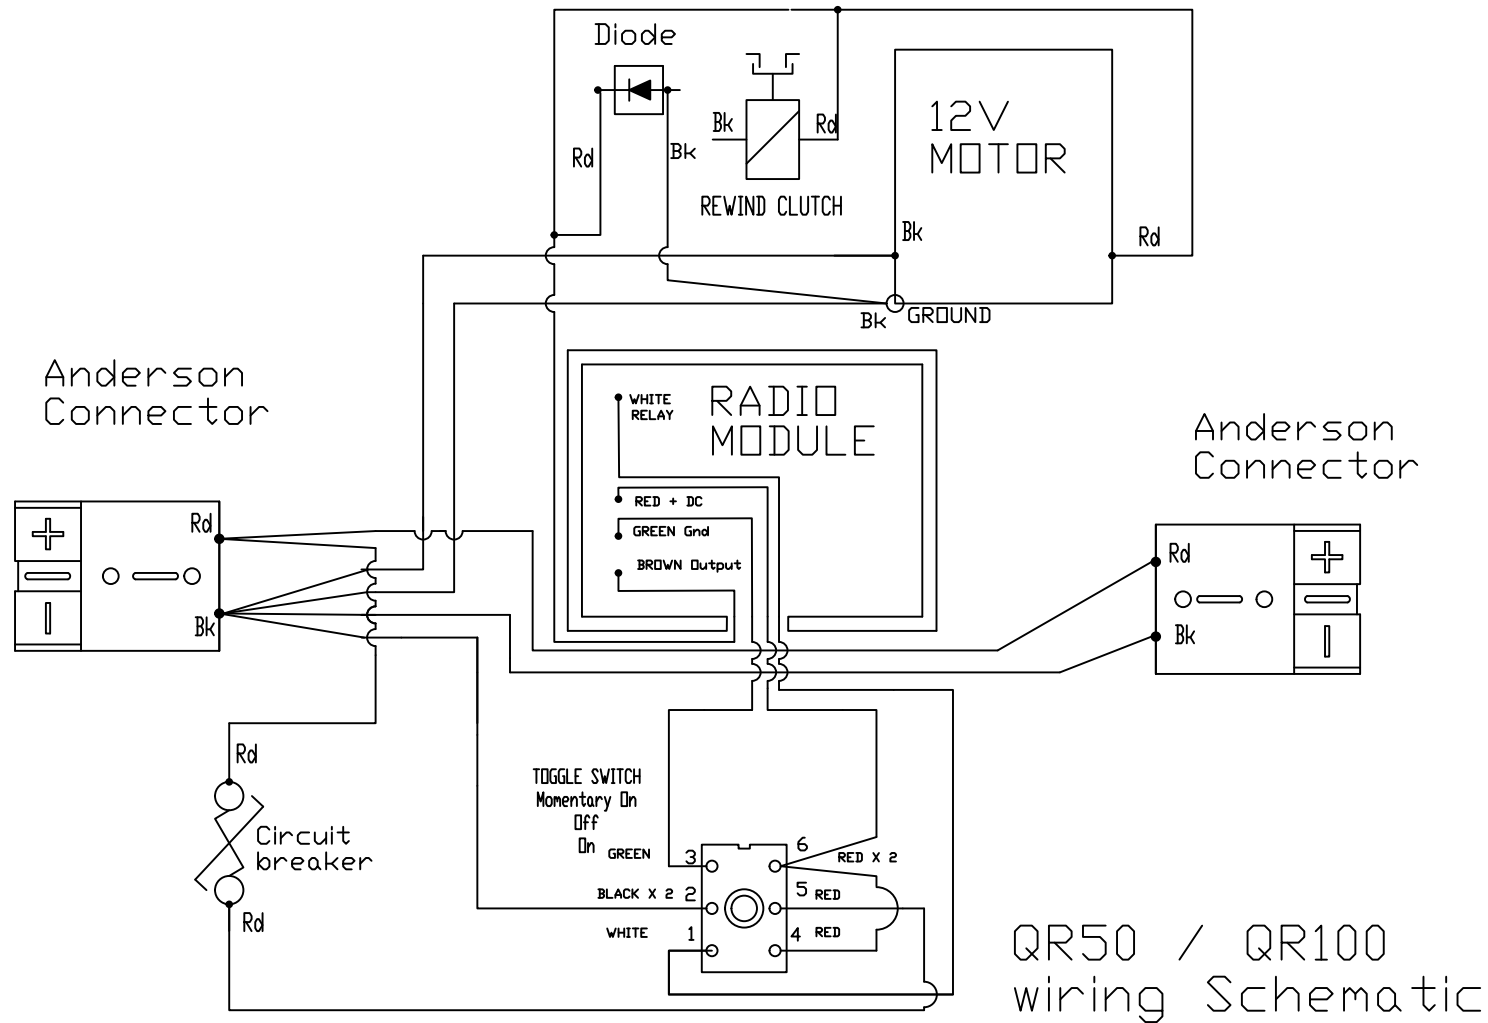 Diode
Rd
Bk
Bk
Rd
REWIND CLUTCH
12V
MOTOR
Bk
Rd
Bk
GROUND
Anderson
Connector
Rd
Bk
WHITE
RELAY
RADIO
MODULE
RED + DC
GREEN Gnd
BROWN Output
Anderson
Connector
Rd
Bk
Rd
Circuit
breaker
Rd
TOGGLE SWITCH
Momentary On
Off
On
GREEN 3
BLACK X 2 2
WHITE 1
6 RED X 2
5 RED
4 RED
QR50 / QR100
wiring Schematic